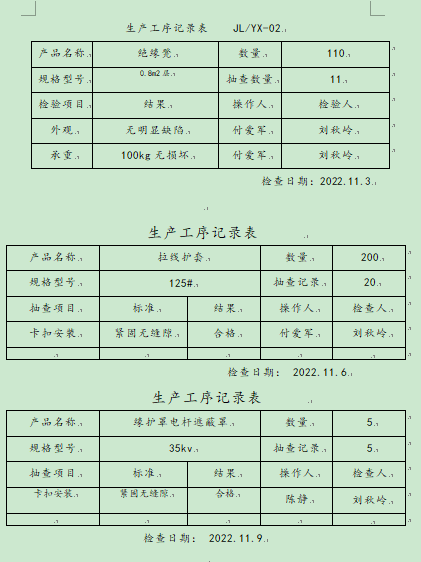 生产工序记录表 JL/YX-02
产品名称 绝缘凳 数量 110
规格型号 0.8m2层 抽查数量 11
检验项目 结果 操作人 检验人
外观 无明显缺陷 付爱军 刘秋岭
承重 100kg无损坏 付爱军 刘秋岭
检查日期：2022.11.3
生产工序记录表
产品名称 拉线护套 数量 200
规格型号 125# 抽查记录 20
抽查项目 标准 结果 操作人 检查人
卡扣安装 紧固无缝隙 合格 付爱军 刘秋岭
检查日期： 2022.11.6
生产工序记录表
产品名称 缘护罩电杆遮蔽罩 数量 5
规格型号 35kv 抽查记录 5
抽查项目 标准 结果 操作人 检查人
卡扣安装 紧固无缝隙 合格 陈静 刘秋岭
检查日期： 2022.11.9